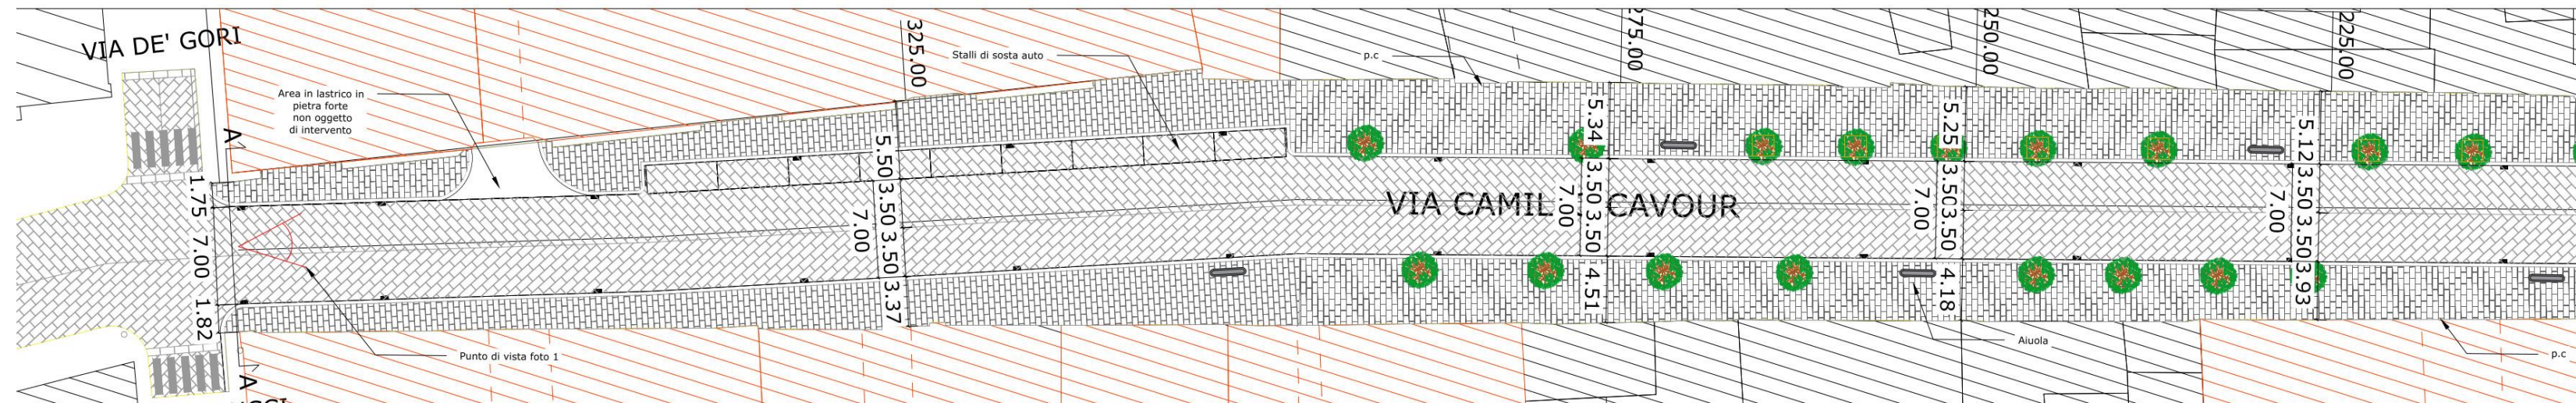 VIA DE' GORI
A'
Area in lastrico in
pietra forte
non oggetto
di intervento
325.00
Stalli di sosta auto
p.c
275.00
250.00
225.00
1.75
7.00
1.82
5.50
3.50
3.50
7.00
3.37
VIA CAMIL
CAVOUR
5.34
3.50
3.50
7.00
4.51
5.25
3.50
3.50
7.00
4.18
5.12
3.50
3.50
7.00
3.93
Punto di vista foto 1
A'
Aiuola
p.c